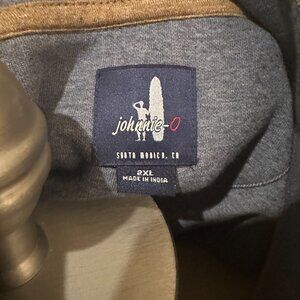 johnnie-O
SANTA MONICA, CA
2XL
MADE IN INDIA